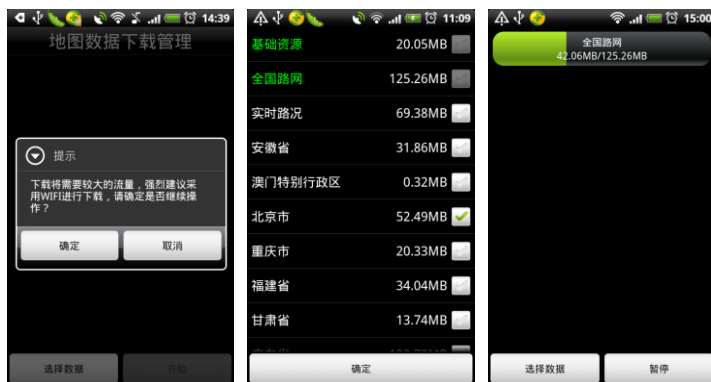 14:39
地图数据下载管理
提示
下载将需要较大的流量，强烈建议采
用WIFI进行下载，请确定是否继续操
作？
确定 取消
选择数据 开始
11:09
基础资源 20.05MB
全国路网 125.26MB
实时路况 69.38MB
安徽省 31.86MB
澳门特别行政区 0.32MB
北京市 52.49MB
重庆市 20.33MB
福建省 34.04MB
甘肃省 13.74MB
确定
15:00
全国路网
42.06MB/125.26MB
选择数据 暂停